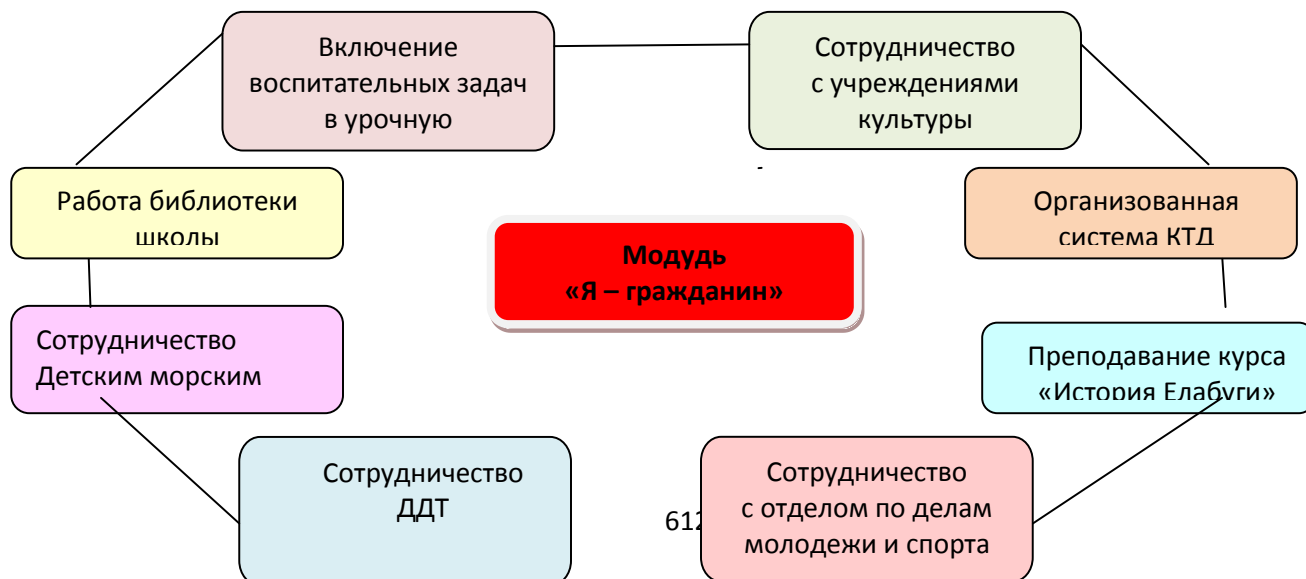 Включение
воспитательных задач
в урочную
Сотрудничество
с учреждениями
культуры
Работа библиотеки
школы
Организованная
система КТД
Модудь
«Я – гражданин»
Сотрудничество
Детским морским
Преподавание курса
«История Елабуги»
Сотрудничество
ДДТ
612
Сотрудничество
с отделом по делам
молодежи и спорта